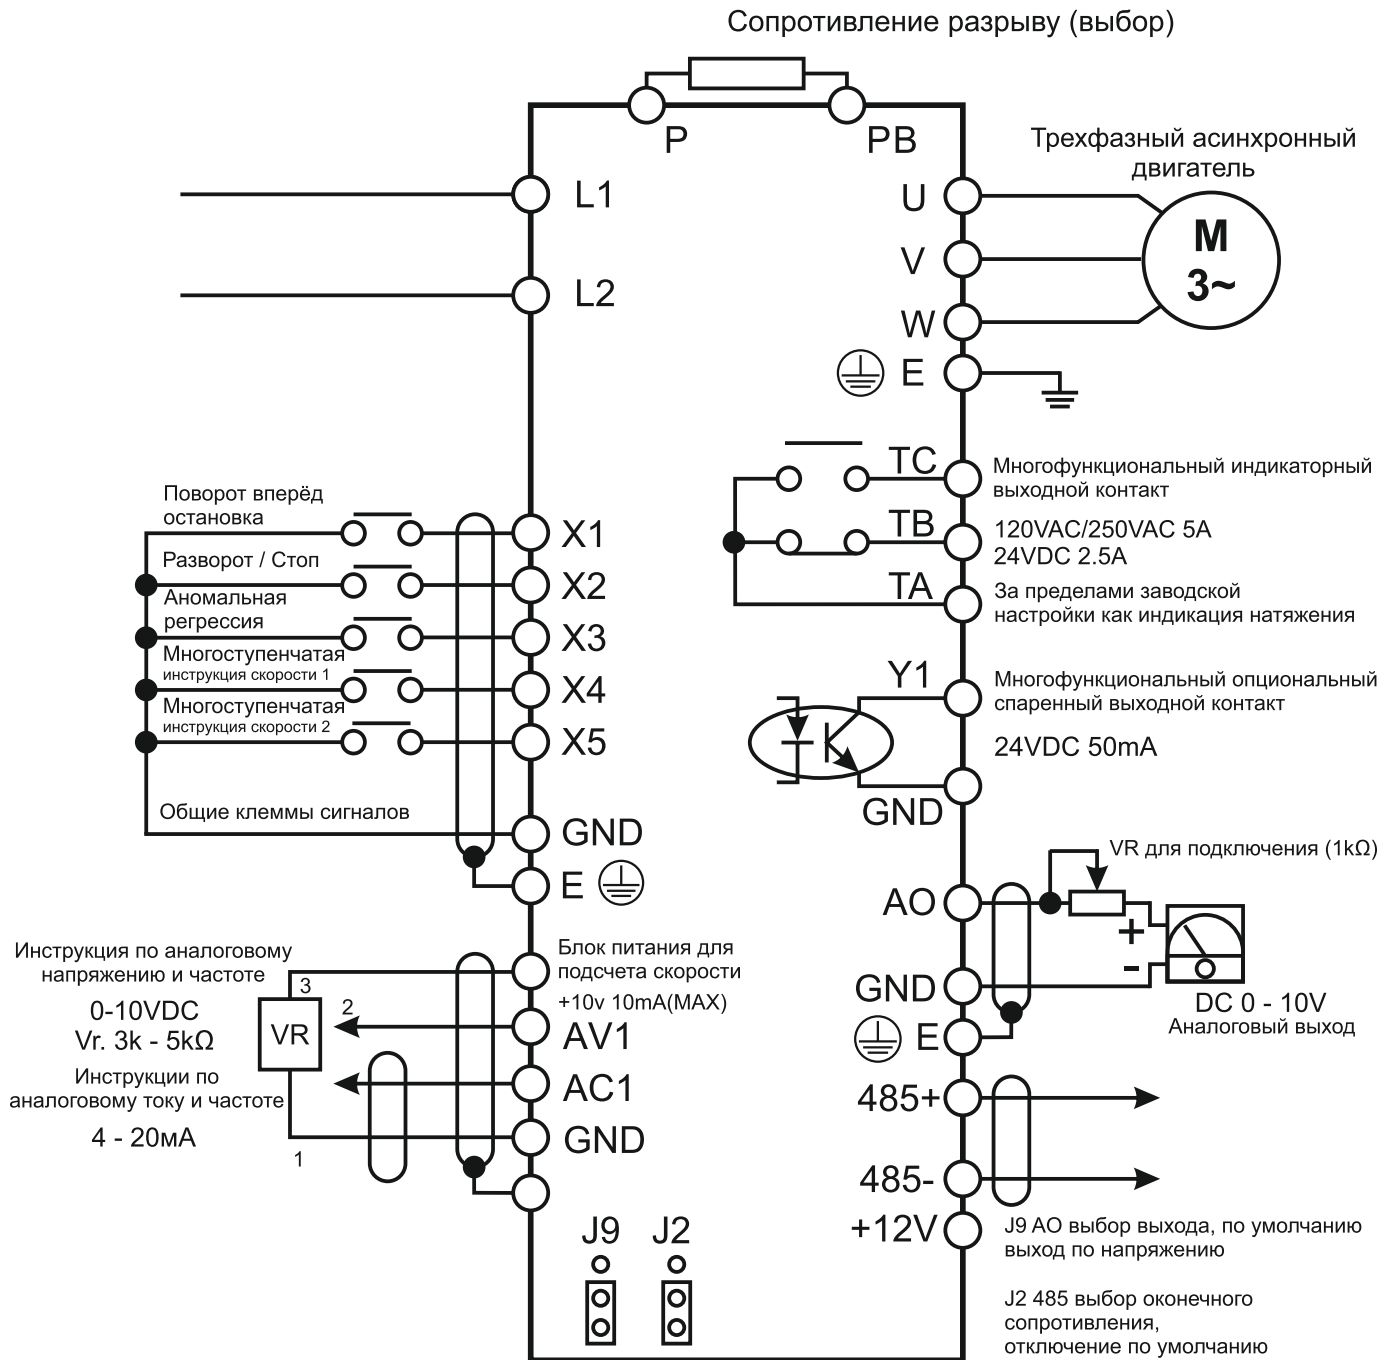 Сопротивление разрыву (выбор)
P
PB
Трехфазный асинхронный
двигатель
L1
U
M
3~
V
L2
W
E
TC
Многофункциональный индикаторный
выходной контакт
TB
120VAC/250VAC 5A
24VDC 2.5A
TA
За пределами заводской
настройки как индикация натяжения
Поворот вперёд
остановка
X1
Разворот / Стоп
X2
Аномальная
регрессия
X3
Многоступенчатая
инструкция скорости 1
X4
Многоступенчатая
инструкция скорости 2
X5
Y1
Многофункциональный опциональный
спаренный выходной контакт
24VDC 50mA
GND
Общие клеммы сигналов
GND
E
VR для подключения (1kΩ)
AO
+
-
GND
DC 0 - 10V
Аналоговый выход
E
Инструкция по аналоговому
напряжению и частоте
0-10VDC
Vr. 3k - 5kΩ
Инструкции по
аналоговому току и частоте
4 - 20мА
3
VR
2
1
Блок питания для
подсчета скорости
+10v 10mA(MAX)
AV1
AC1
GND
485+
485-
+12V
J9
J2
J9 AO выбор выхода, по умолчанию
выход по напряжению
J2 485 выбор оконечного
сопротивления,
отключение по умолчанию